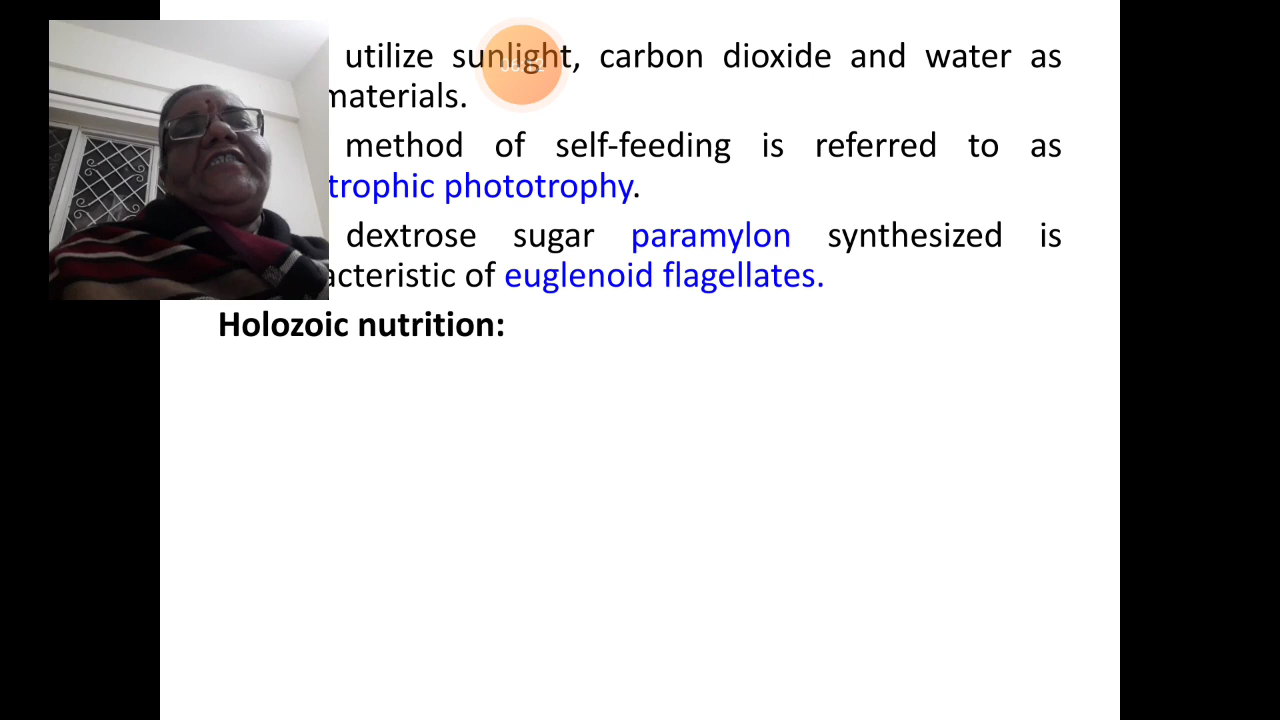 utilize sunlight, carbon dioxide and water as
materials.
method of self-feeding is referred to as
trophic phototrophy.
dextrose sugar paramylon synthesized is
acteristic of euglenoid flagellates.
Holozoic nutrition: